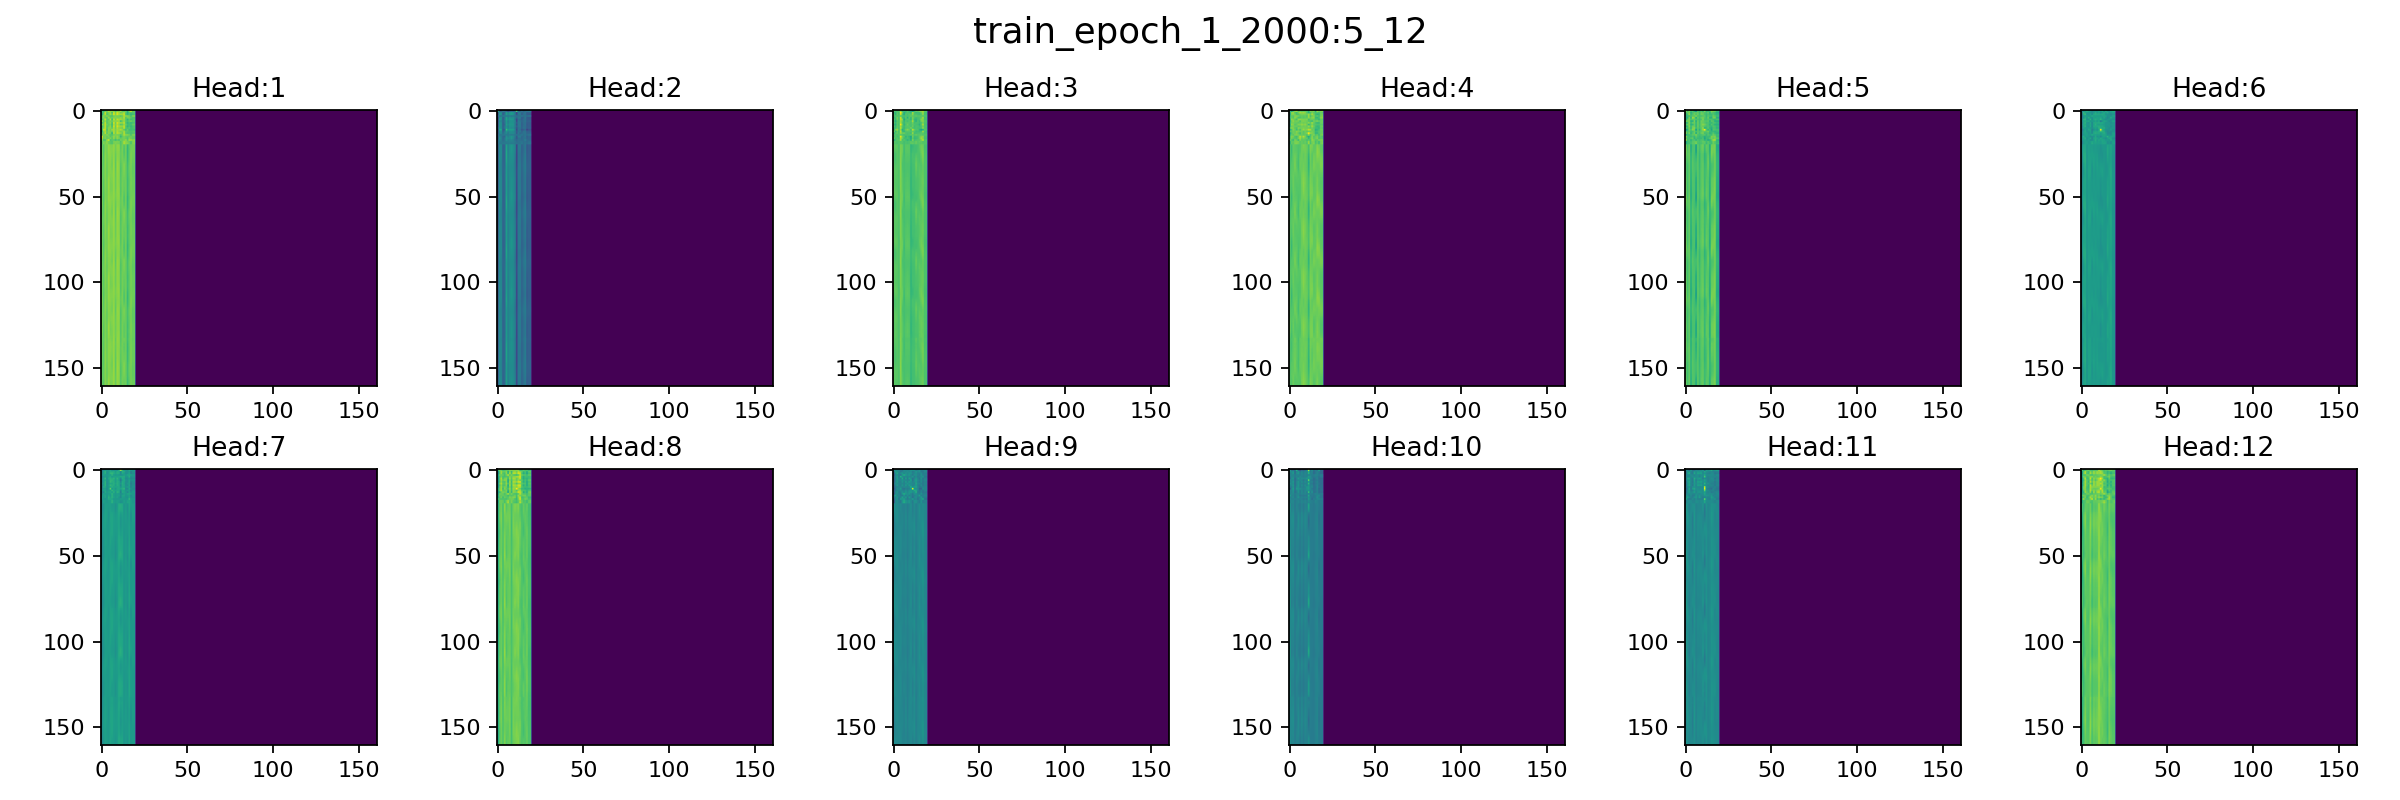 train_epoch_1_2000:5_12
Head:1 Head:2 Head:3 Head:4 Head:5 Head:6
0 0 0 0 0 0
50 50 50 50 50 50
100 100 100 100 100 100
150 150 150 150 150 150
0 50 100 150 0 50 100 150 0 50 100 150 0 50 100 150 0 50 100 150 0 50 100 150
Head:7 Head:8 Head:9 Head:10 Head:11 Head:12
0 0 0 0 0 0
50 50 50 50 50 50
100 100 100 100 100 100
150 150 150 150 150 150
0 50 100 150 0 50 100 150 0 50 100 150 0 50 100 150 0 50 100 150 0 50 100 150